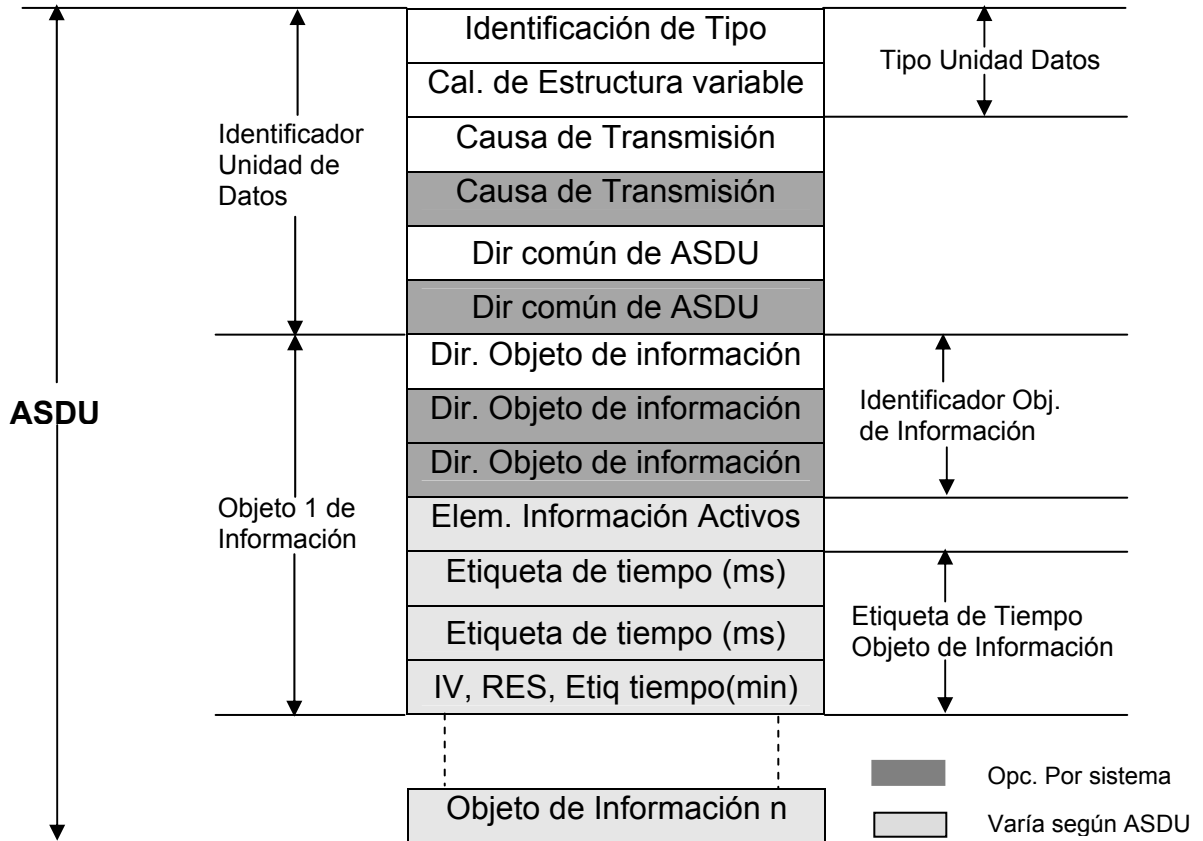 Identificación de Tipo
Tipo Unidad Datos
Cal. de Estructura variable
Identificador
Unidad de
Datos
Causa de Transmisión
Causa de Transmisión
Dir común de ASDU
Dir común de ASDU
Dir. Objeto de información
ASDU
Dir. Objeto de información
Identificador Obj.
de Información
Dir. Objeto de información
Objeto 1 de
Información
Elem. Información Activos
Etiqueta de tiempo (ms)
Etiqueta de tiempo (ms)
Etiqueta de Tiempo
Objeto de Información
IV, RES, Etiq tiempo(min)
Opc. Por sistema
Objeto de Información n
Varía según ASDU